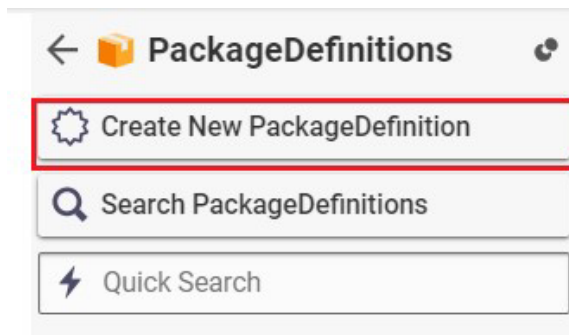 PackageDefinitions
Create New PackageDefinition
Search PackageDefinitions
Quick Search